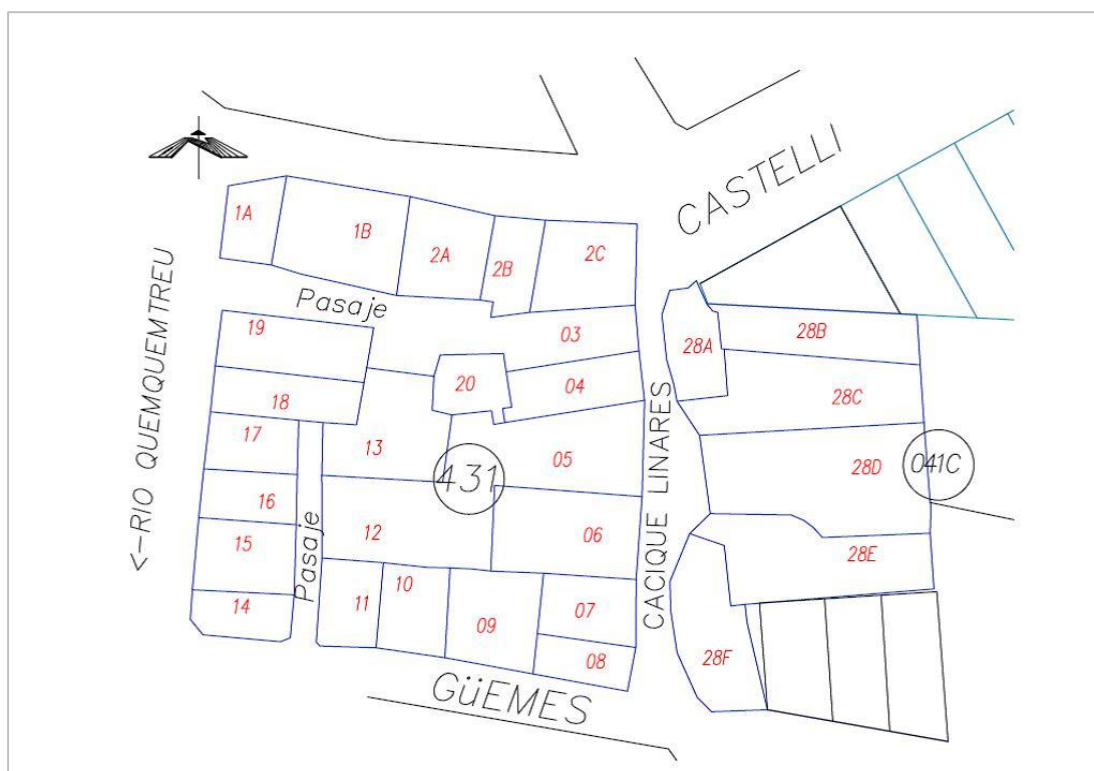 CASTELLI
1A
1B
2A
2B
2C
Pasaje
19
03
28A
28B
20
04
18
28C
<-RIO QUEMQUEMTREU
17
13
431
05
CACIQUE LINARES
28D
041C
16
12
06
15
Pasaje
28E
14
11
10
09
07
08
28F
GüEMES